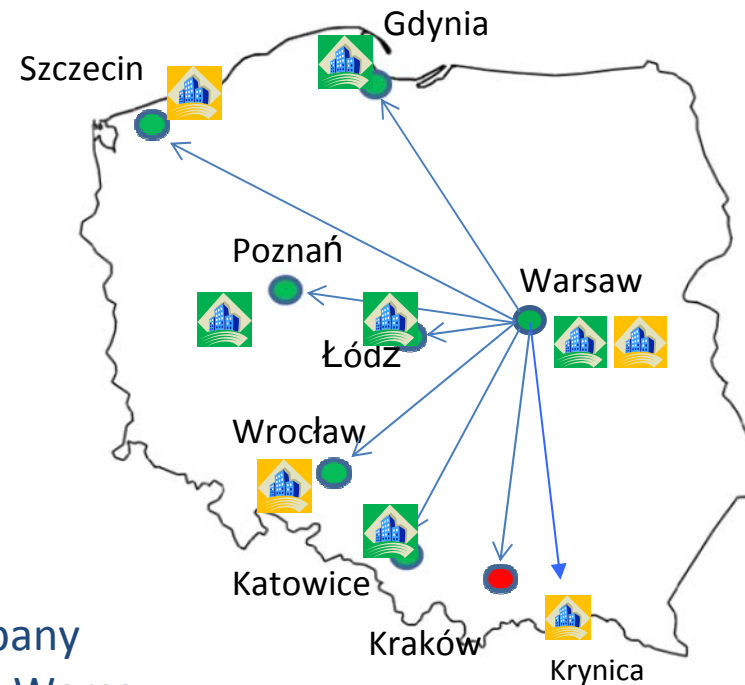 Gdynia
Szczecin
Poznań
Warsaw
Łódź
Wrocław
Katowice
Kraków
Krynica